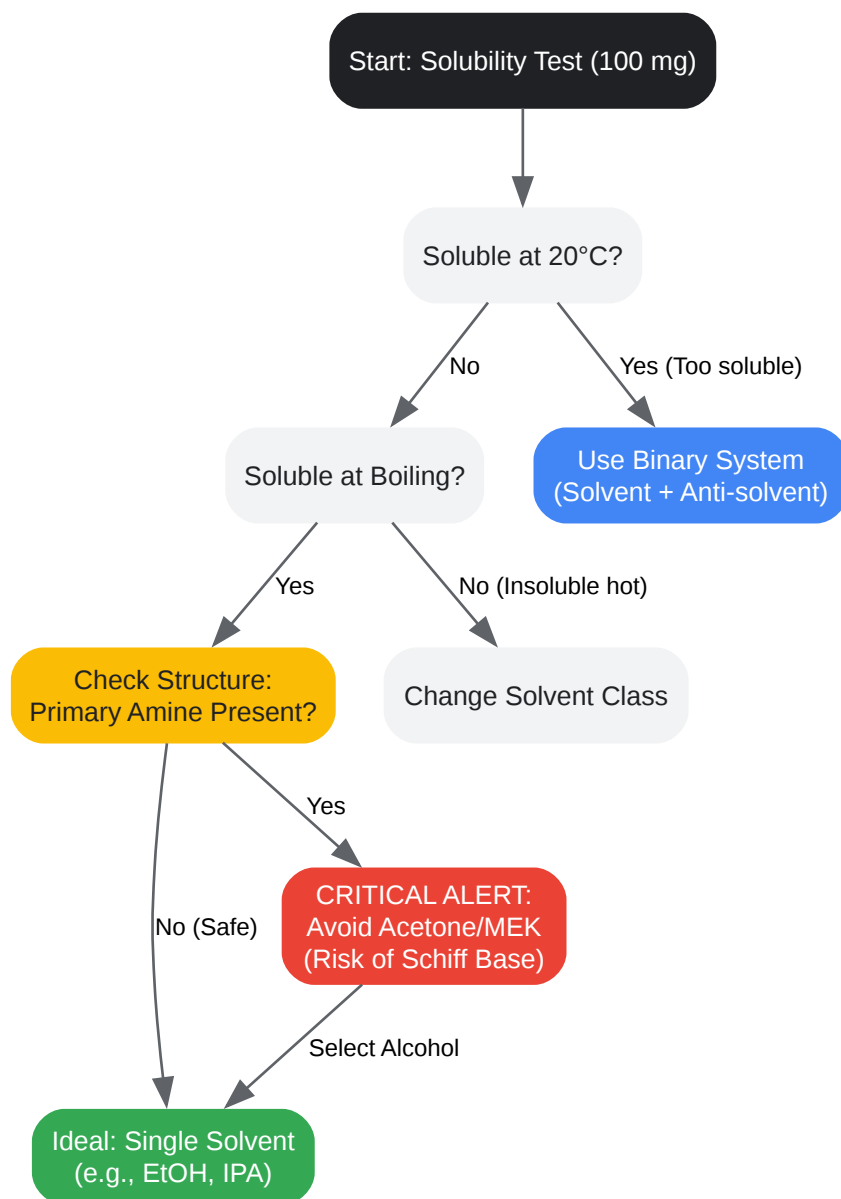 Start: Solubility Test (100 mg)
Soluble at 20°C?
No
Yes (Too soluble)
Soluble at Boiling?
Use Binary System
(Solvent + Anti-solvent)
Yes
No (Insoluble hot)
Check Structure:
Primary Amine Present?
Change Solvent Class
Yes
No (Safe)
CRITICAL ALERT:
Avoid Acetone/MEK
(Risk of Schiff Base)
Select Alcohol
Ideal: Single Solvent
(e.g., EtOH, IPA)